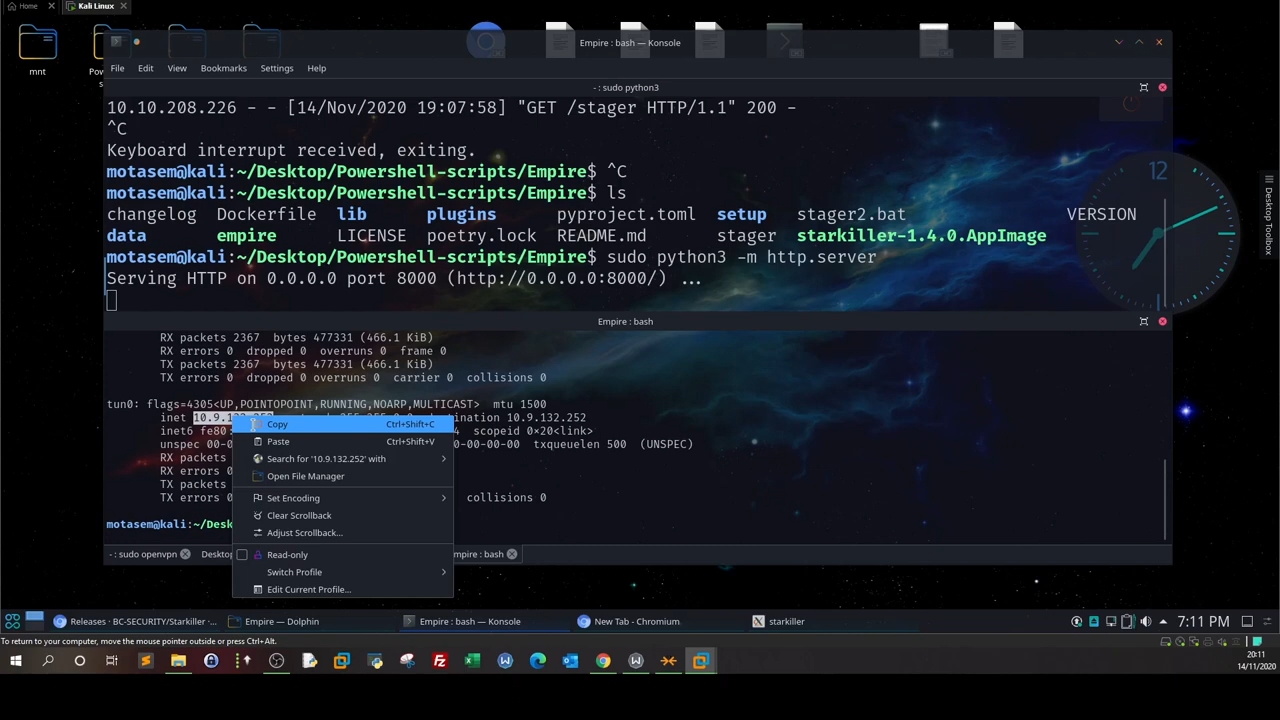 Home
Kali Linux
mnt
Pow
s
Empire : bash — Konsole
File Edit View Bookmarks Settings Help
- : sudo python3
10.10.208.226 - - [14/Nov/2020 19:07:58] "GET /stager HTTP/1.1" 200 -
^C
Keyboard interrupt received, exiting.
motasem@kali:~/Desktop/Powershell-scripts/Empire$ ^C
motasem@kali:~/Desktop/Powershell-scripts/Empire$ ls
changelog Dockerfile lib plugins pyproject.toml setup stager2.bat VERSION
data empire LICENSE poetry.lock README.md stager starkiller-1.4.0.AppImage
motasem@kali:~/Desktop/Powershell-scripts/Empire$ sudo python3 -m http.server
Serving HTTP on 0.0.0.0 port 8000 (http://0.0.0.0:8000/) ...
12
Desktop Toolbox
Empire : bash
RX packets 2367 bytes 477331 (466.1 KiB)
RX errors 0 dropped 0 overruns 0 frame 0
TX packets 2367 bytes 477331 (466.1 KiB)
TX errors 0 dropped 0 overruns 0 carrier 0 collisions 0
tun0: flags=4305<UP,POINTOPOINT,RUNNING,NOARP,MULTICAST> mtu 1500
inet 10.9.132.252 destination 10.9.132.252
inet6 fe80: scopeid 0×20<link>
unspec 00-0 -00-00-00-00 txqueuelen 500 (UNSPEC)
RX packets
RX errors 0
TX packets
TX errors 0 collisions 0
motasem@kali:~/Desk
Copy Ctrl+Shift+C
Paste Ctrl+Shift+V
Search for '10.9.132.252' with
Open File Manager
Set Encoding
Clear Scrollback
Adjust Scrollback...
Read-only
Switch Profile
Edit Current Profile...
- : sudo openvpn Desktop mpire : bash
Releases · BC-SECURITY/Starkiller ·... Empire — Dolphin Empire : bash — Konsole New Tab - Chromium starkiller 7:11 PM
To return to your computer, move the mouse pointer outside or press Ctrl+Alt.
20:11
14/11/2020